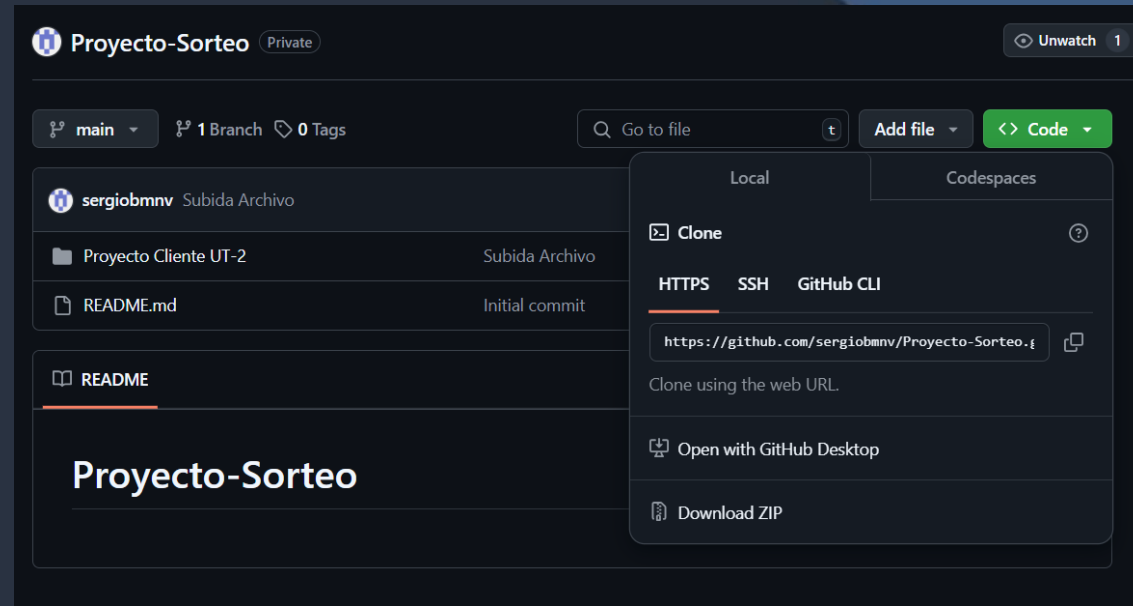 Proyecto-Sorteo Private Unwatch 1
main 1 Branch 0 Tags Go to file t Add file <> Code
sergiobmnv Subida Archivo
Proyecto Cliente UT-2 Subida Archivo
README.md Initial commit
README
Proyecto-Sorteo
Local Codespaces
Clone
HTTPS SSH GitHub CLI
https://github.com/sergiobmnv/Proyecto-Sorteo.g
Clone using the web URL.
Open with GitHub Desktop
Download ZIP